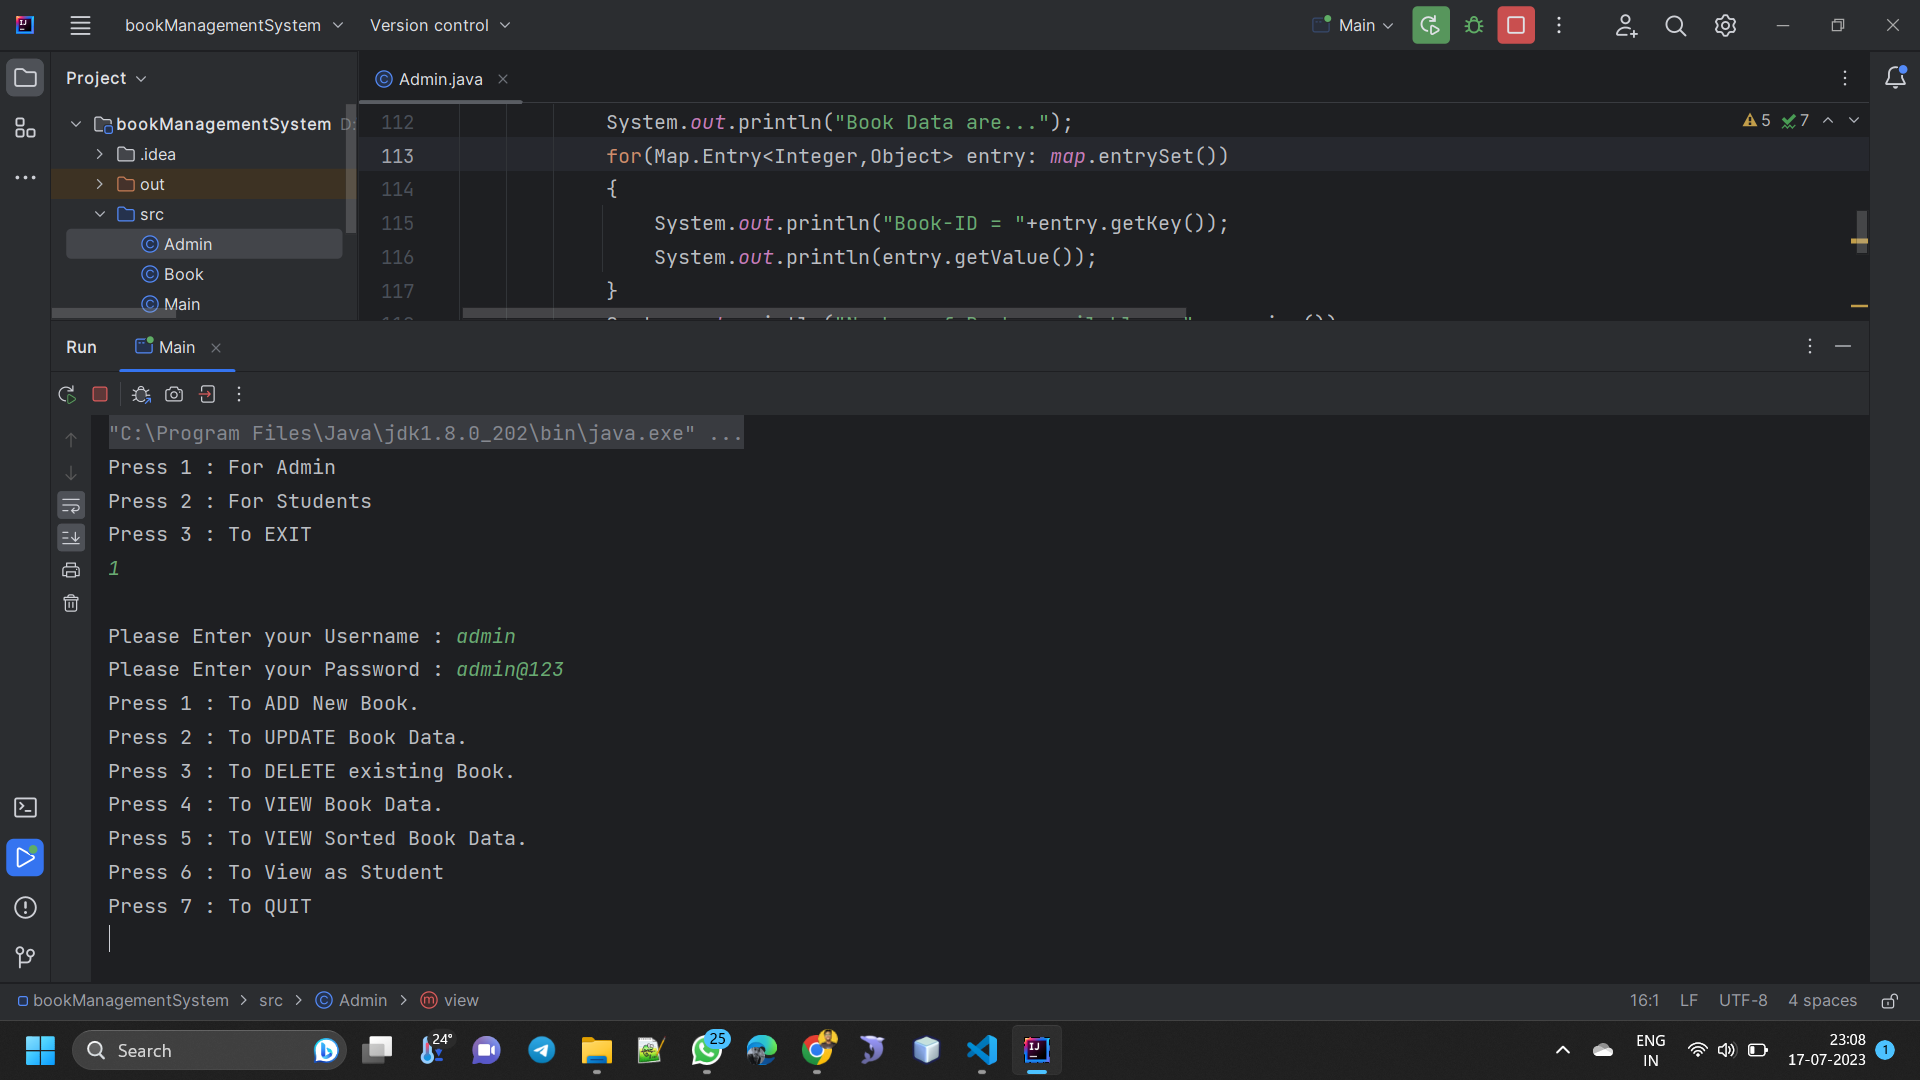 bookManagementSystem
Version control
Main
Project
Admin.java
bookManagementSystem D:
.idea
out
src
Admin
Book
Main
112 System.out.println("Book Data are...");
113 for(Map.Entry<Integer,Object> entry: map.entrySet())
114 {
115 System.out.println("Book-ID = "+entry.getKey());
116 System.out.println(entry.getValue());
117 }
5 7
Run
Main
"C:\Program Files\Java\jdk1.8.0_202\bin\java.exe" ...
Press 1 : For Admin
Press 2 : For Students
Press 3 : To EXIT
1
Please Enter your Username : admin
Please Enter your Password : admin@123
Press 1 : To ADD New Book.
Press 2 : To UPDATE Book Data.
Press 3 : To DELETE existing Book.
Press 4 : To VIEW Book Data.
Press 5 : To VIEW Sorted Book Data.
Press 6 : To View as Student
Press 7 : To QUIT
bookManagementSystem > src > Admin > view
16:1 LF UTF-8 4 spaces
Search
24°
25
ENG
IN
23:08
17-07-2023
1